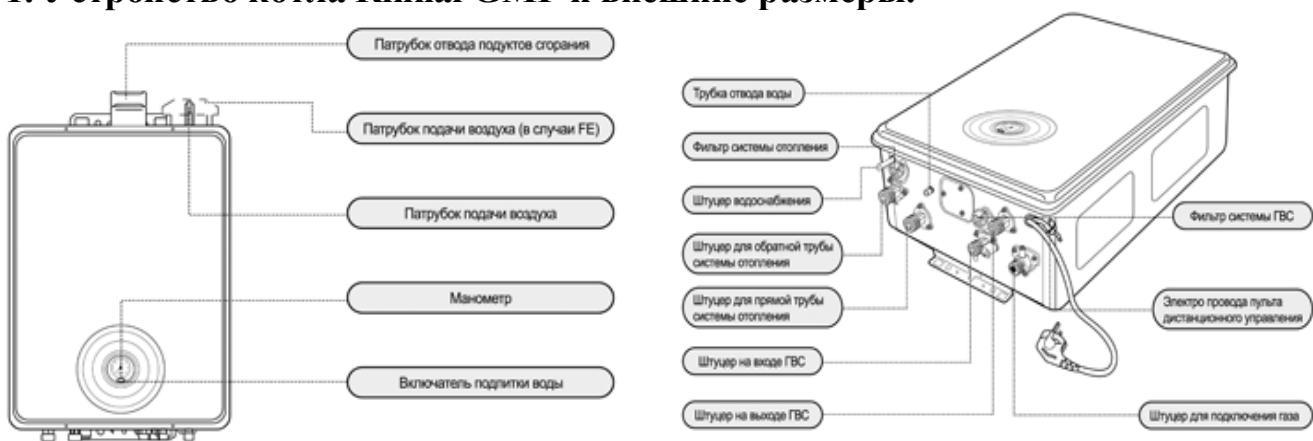 1. Устройство котла Rinnai GMF и внешние размеры.
Патрубок отвода подуктов сгорания
Патрубок подачи воздуха (в случаи FE)
Патрубок подачи воздуха
Манометр
Включатель подпитки воды
Трубка отвода воды
Фильтр системы отопления
Штуцер водоснабжения
Штуцер для обратной трубы
системы отопления
Штуцер для прямой трубы
системы отопления
Штуцер на входе ГВС
Штуцер на выходе ГВС
Фильтр системы ГВС
Электро провода пульта
дистанционного управления
Штуцер для подключения газа